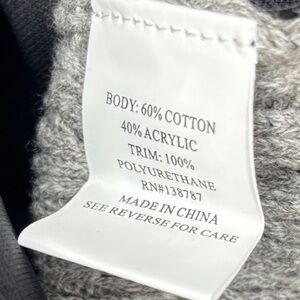 BODY: 60% COTTON
40% ACRYLIC
TRIM: 100%
POLYURETHANE
RN#138787
MADE IN CHINA
SEE REVERSE FOR CARE